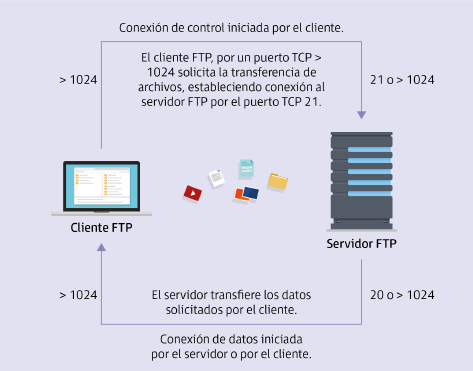 Conexión de control iniciada por el cliente.
El cliente FTP, por un puerto TCP >
> 1024
1024 solicita la transferencia de
21 o > 1024
archivos, estableciendo conexión al
servidor FTP por el puerto TCP 21.
Cliente FTP
Servidor FTP
> 1024
El servidor transfiere los datos
20 o > 1024
solicitados por el cliente.
Conexión de datos iniciada
por el servidor o por el cliente.